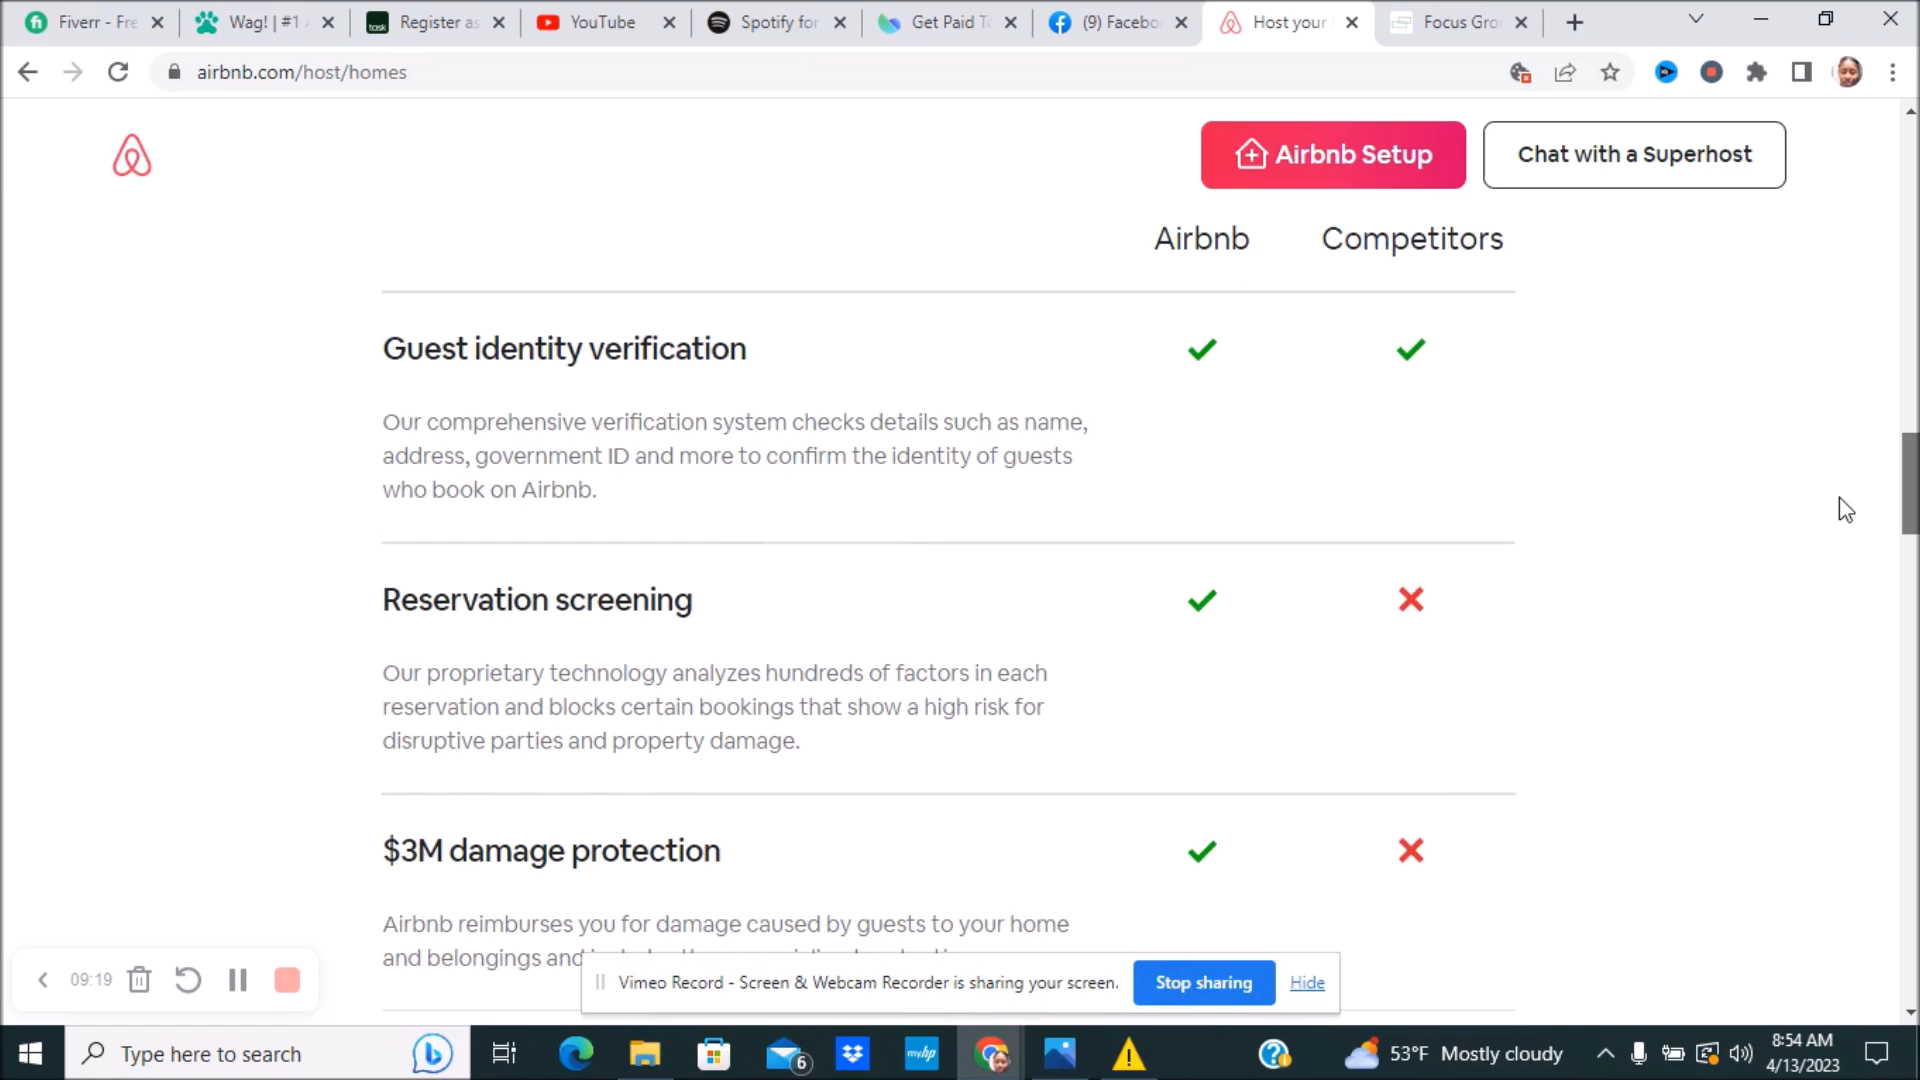 Fiverr - Fre
Wag! | #1
Register as
YouTube
Spotify for
Get Paid T
(9) Facebo
Host your
Focus Gro
airbnb.com/host/homes
Airbnb Setup
Chat with a Superhost
Airbnb
Competitors
Guest identity verification
Our comprehensive verification system checks details such as name,
address, government ID and more to confirm the identity of guests
who book on Airbnb.
Reservation screening
Our proprietary technology analyzes hundreds of factors in each
reservation and blocks certain bookings that show a high risk for
disruptive parties and property damage.
$3M damage protection
Airbnb reimburses you for damage caused by guests to your home
and belongings and
09:19
Vimeo Record - Screen & Webcam Recorder is sharing your screen.
Stop sharing
Hide
Type here to search
6
53°F Mostly cloudy
8:54 AM
4/13/2023